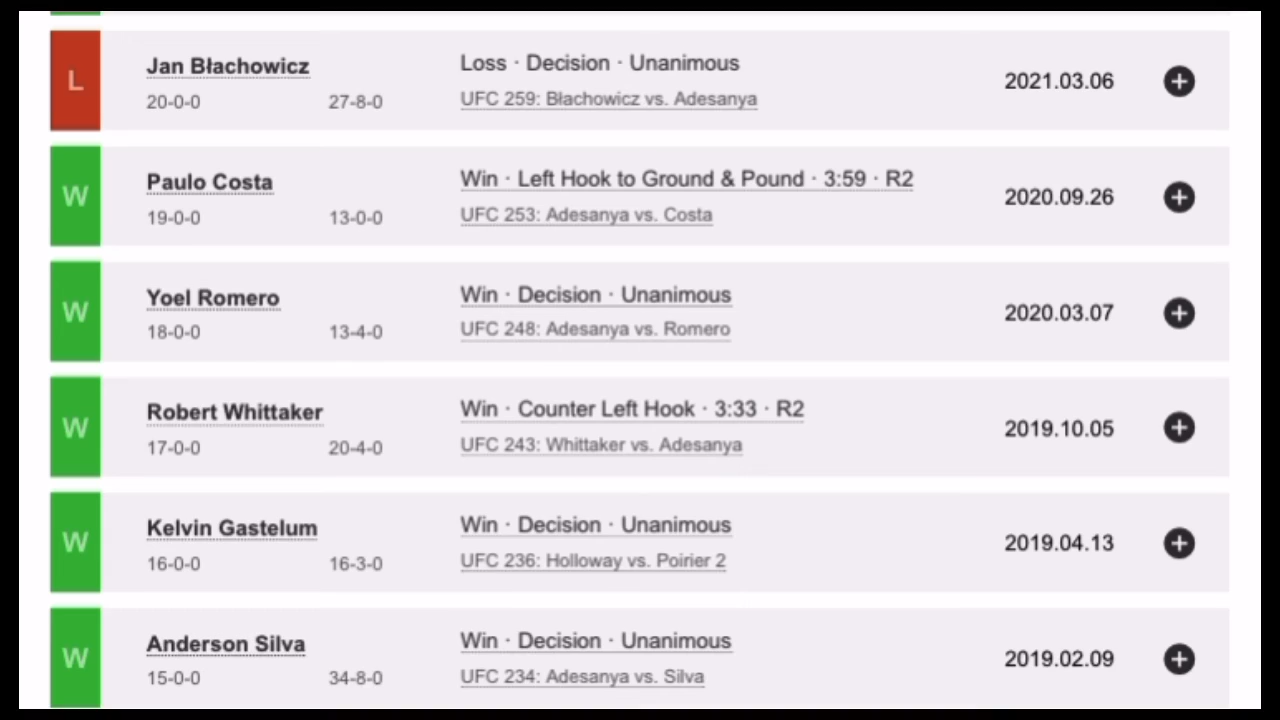 L
Jan Błachowicz
20-0-0 27-8-0
Loss · Decision · Unanimous
UFC 259: Błachowicz vs. Adesanya
2021.03.06
W
Paulo Costa
19-0-0 13-0-0
Win · Left Hook to Ground & Pound · 3:59 · R2
UFC 253: Adesanya vs. Costa
2020.09.26
W
Yoel Romero
18-0-0 13-4-0
Win · Decision · Unanimous
UFC 248: Adesanya vs. Romero
2020.03.07
W
Robert Whittaker
17-0-0 20-4-0
Win · Counter Left Hook · 3:33 · R2
UFC 243: Whittaker vs. Adesanya
2019.10.05
W
Kelvin Gastelum
16-0-0 16-3-0
Win · Decision · Unanimous
UFC 236: Holloway vs. Poirier 2
2019.04.13
W
Anderson Silva
15-0-0 34-8-0
Win · Decision · Unanimous
UFC 234: Adesanya vs. Silva
2019.02.09